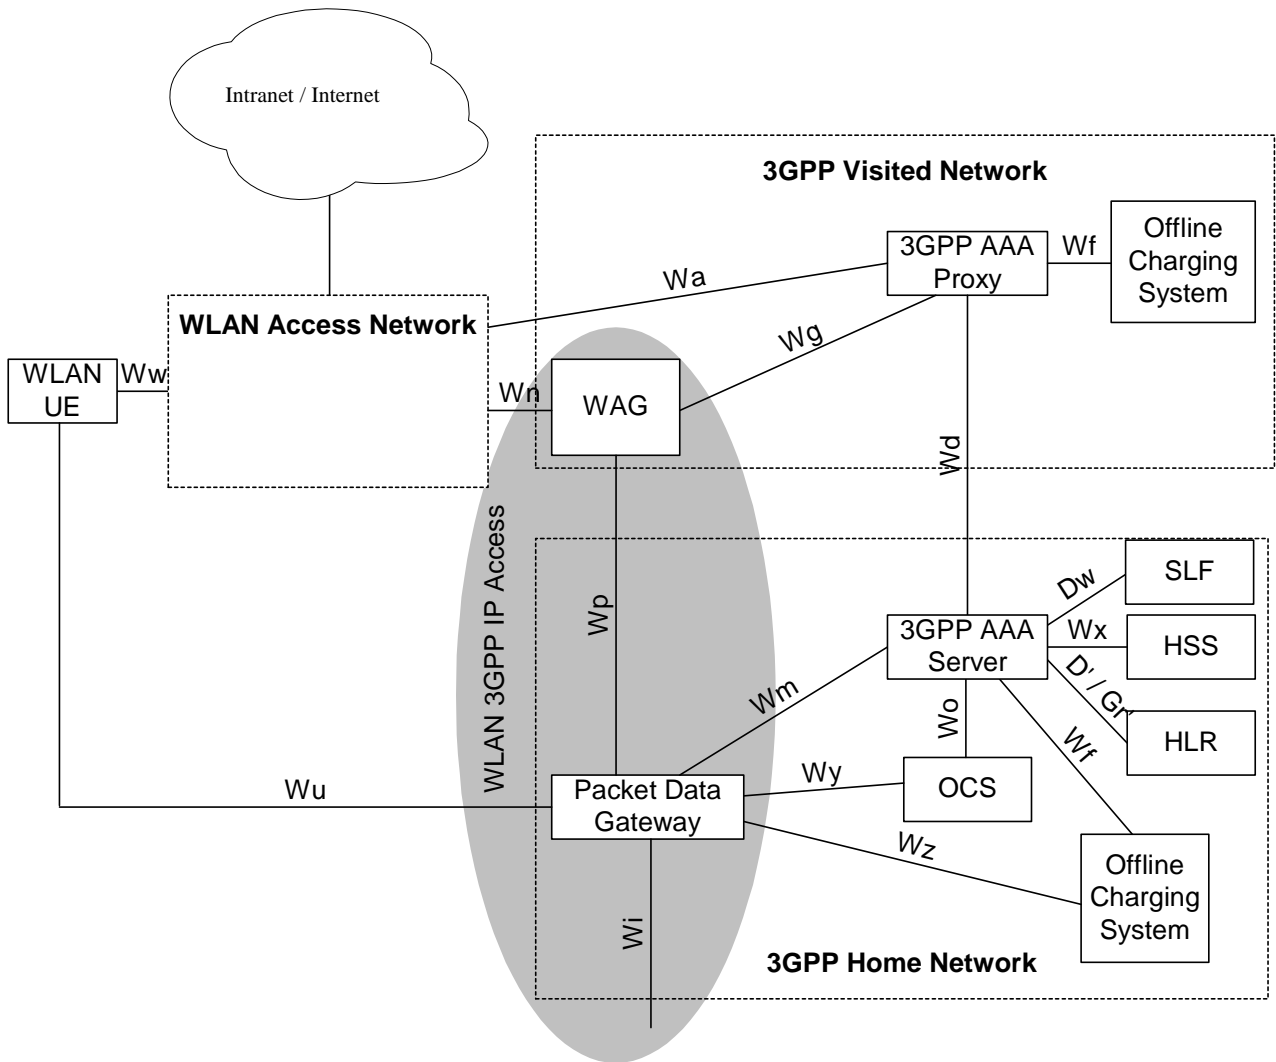 Intranet / Internet
3GPP Visited Network
3GPP AAA
Proxy
Wf
Offline
Charging
System
Wa
Wg
WLAN Access Network
WLAN
UE
Ww
Wn
WAG
Wd
WLAN 3GPP IP Access
Wp
SLF
Dw
3GPP AAA
Server
Wx
HSS
D' / Gr'
HLR
Wm
Wo
Wf
Wu
Packet Data
Gateway
Wy
OCS
Wz
Offline
Charging
System
Wi
3GPP Home Network